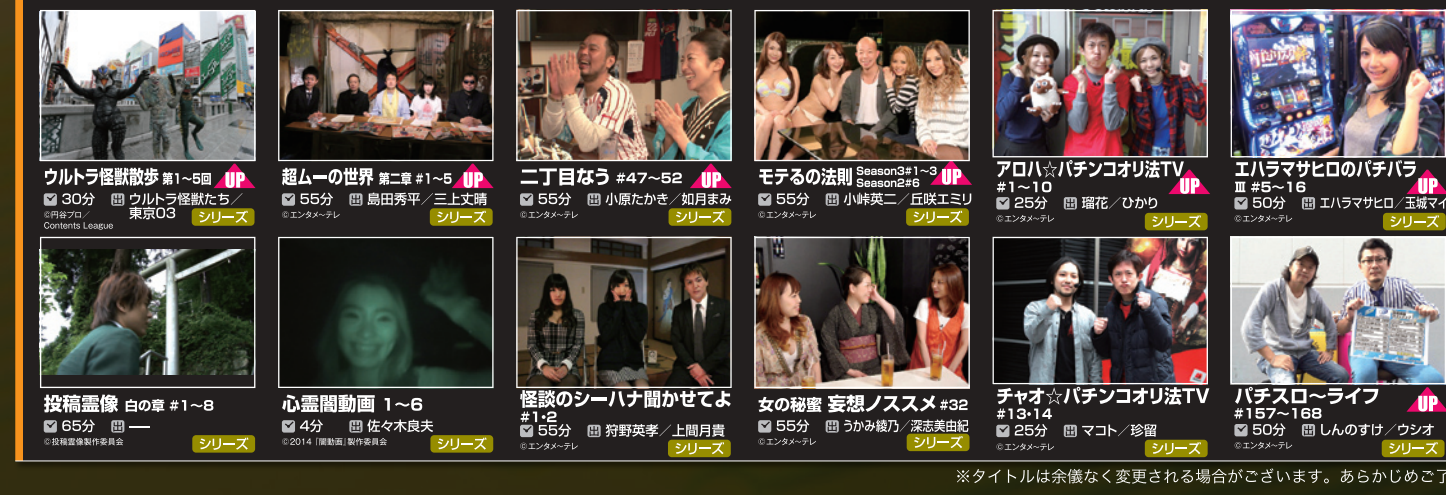 ウルトラ怪獣散歩 第1〜5回 UP
30分 出 ウルトラ怪獣たち／
東京03
©円谷プロ／
Contents League
シリーズ
超ムーの世界 第二章 #1〜5 UP
55分 出 島田秀平／三上丈晴
©エンタメ〜テレ シリーズ
二丁目なう #47〜52 UP
55分 出 小原たかき／如月まみ
©エンタメ〜テレ シリーズ
モテるの法則 Season3#1〜3 UP
Season2#6
55分 出 小峠英二／丘咲エミリ
©エンタメ〜テレ シリーズ
アロハ☆パチンコオリ法TV
#1〜10 UP
25分 出 瑠花／ひかり
©エンタメ〜テレ シリーズ
エハラマサヒロのパチバラ
Ⅲ #5〜16 UP
50分 出 エハラマサヒロ／玉城マイ
©エンタメ〜テレ シリーズ
投稿霊像 白の章 #1〜8
65分 出 ──
©投稿霊像製作委員会 シリーズ
心霊闇動画 1〜6
4分 出 佐々木良夫
©2014「闇動画」製作委員会 シリーズ
怪談のシーハナ聞かせてよ
#1・2
55分 出 狩野英孝／上間月貴
©エンタメ〜テレ シリーズ
女の秘蜜 妄想ノススメ #32
55分 出 うかみ綾乃／深志美由紀
©エンタメ〜テレ シリーズ
チャオ☆パチンコオリ法TV
#13・14
25分 出 マコト／珍留
©エンタメ〜テレ シリーズ
パチスロ〜ライフ
#157〜168 UP
50分 出 しんのすけ／ウシオ
©エンタメ〜テレ シリーズ
※タイトルは余儀なく変更される場合がございます。あらかじめご了